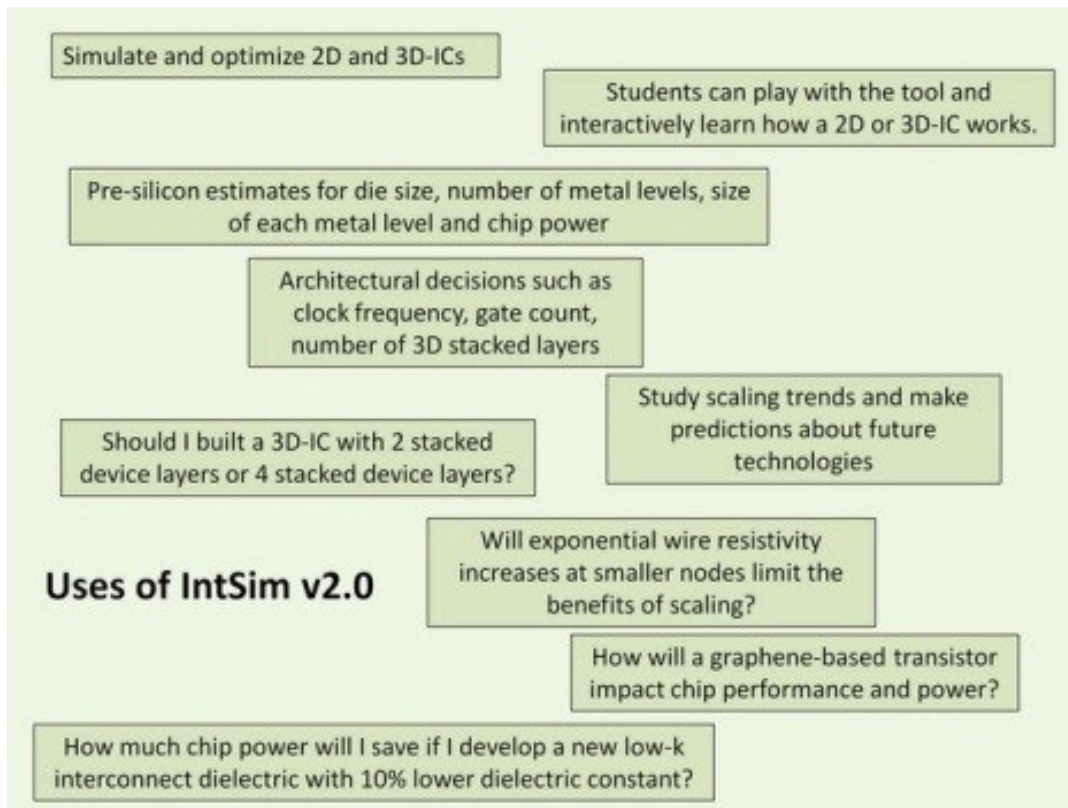 Simulate and optimize 2D and 3D-ICs
Students can play with the tool and
interactively learn how a 2D or 3D-IC works.
Pre-silicon estimates for die size, number of metal levels, size
of each metal level and chip power
Architectural decisions such as
clock frequency, gate count,
number of 3D stacked layers
Study scaling trends and make
predictions about future
technologies
Should I built a 3D-IC with 2 stacked
device layers or 4 stacked device layers?
Will exponential wire resistivity
increases at smaller nodes limit the
benefits of scaling?
Uses of IntSim v2.0
How will a graphene-based transistor
impact chip performance and power?
How much chip power will I save if I develop a new low-k
interconnect dielectric with 10% lower dielectric constant?